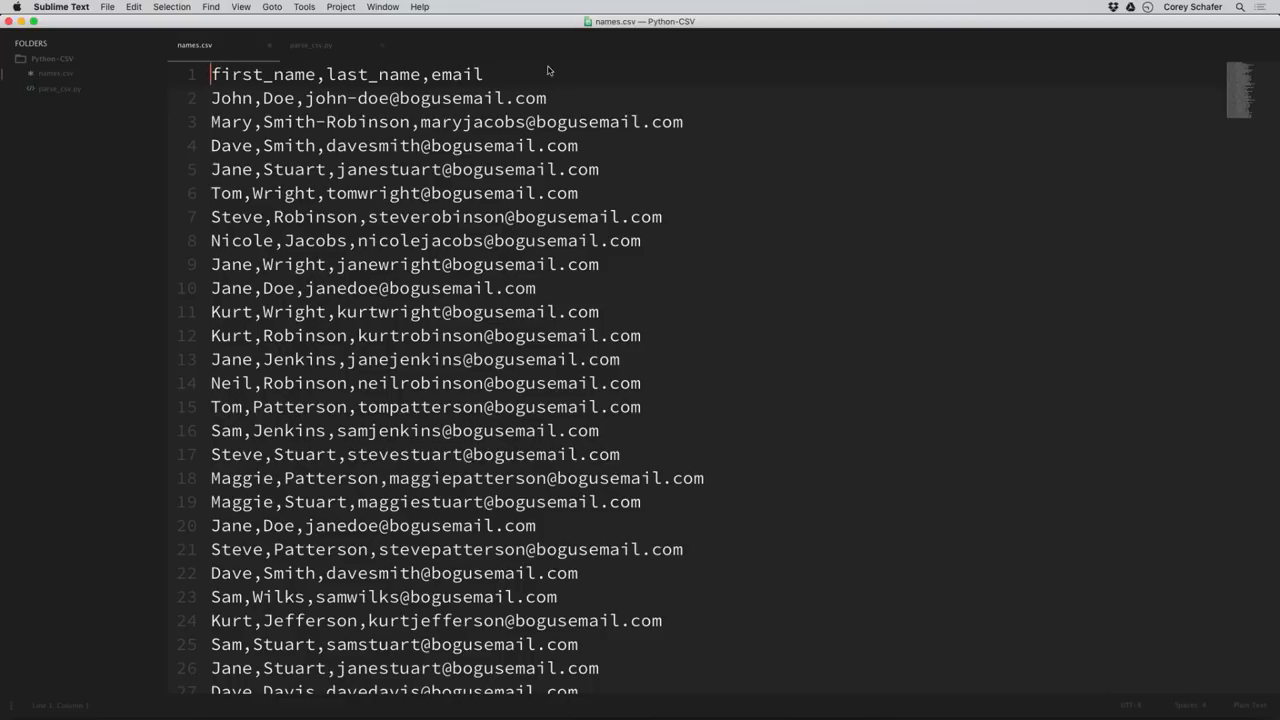 Sublime Text File Edit Selection Find View Goto Tools Project Window Help Corey Schafer
names.csv — Python-CSV
FOLDERS
Python-CSV
names.csv
parse_csv.py
names.csv parse_csv.py
1 first_name,last_name,email
2 John,Doe,john-doe@bogusemail.com
3 Mary,Smith-Robinson,maryjacobs@bogusemail.com
4 Dave,Smith,davesmith@bogusemail.com
5 Jane,Stuart,janestuart@bogusemail.com
6 Tom,Wright,tomwright@bogusemail.com
7 Steve,Robinson,steverobinson@bogusemail.com
8 Nicole,Jacobs,nicolejacobs@bogusemail.com
9 Jane,Wright,janewright@bogusemail.com
10 Jane,Doe,janedoe@bogusemail.com
11 Kurt,Wright,kurtwright@bogusemail.com
12 Kurt,Robinson,kurtrobinson@bogusemail.com
13 Jane,Jenkins,janejenkins@bogusemail.com
14 Neil,Robinson,neilrobinson@bogusemail.com
15 Tom,Patterson,tompatterson@bogusemail.com
16 Sam,Jenkins,samjenkins@bogusemail.com
17 Steve,Stuart,stevestuart@bogusemail.com
18 Maggie,Patterson,maggiepatterson@bogusemail.com
19 Maggie,Stuart,maggiestuart@bogusemail.com
20 Jane,Doe,janedoe@bogusemail.com
21 Steve,Patterson,stevepatterson@bogusemail.com
22 Dave,Smith,davesmith@bogusemail.com
23 Sam,Wilks,samwilks@bogusemail.com
24 Kurt,Jefferson,kurtjefferson@bogusemail.com
25 Sam,Stuart,samstuart@bogusemail.com
26 Jane,Stuart,janestuart@bogusemail.com
27 Dave,Davis,davedavis@bogusemail.com
Line 1, Column 1 UTF-8 Spaces: 4 Plain Text